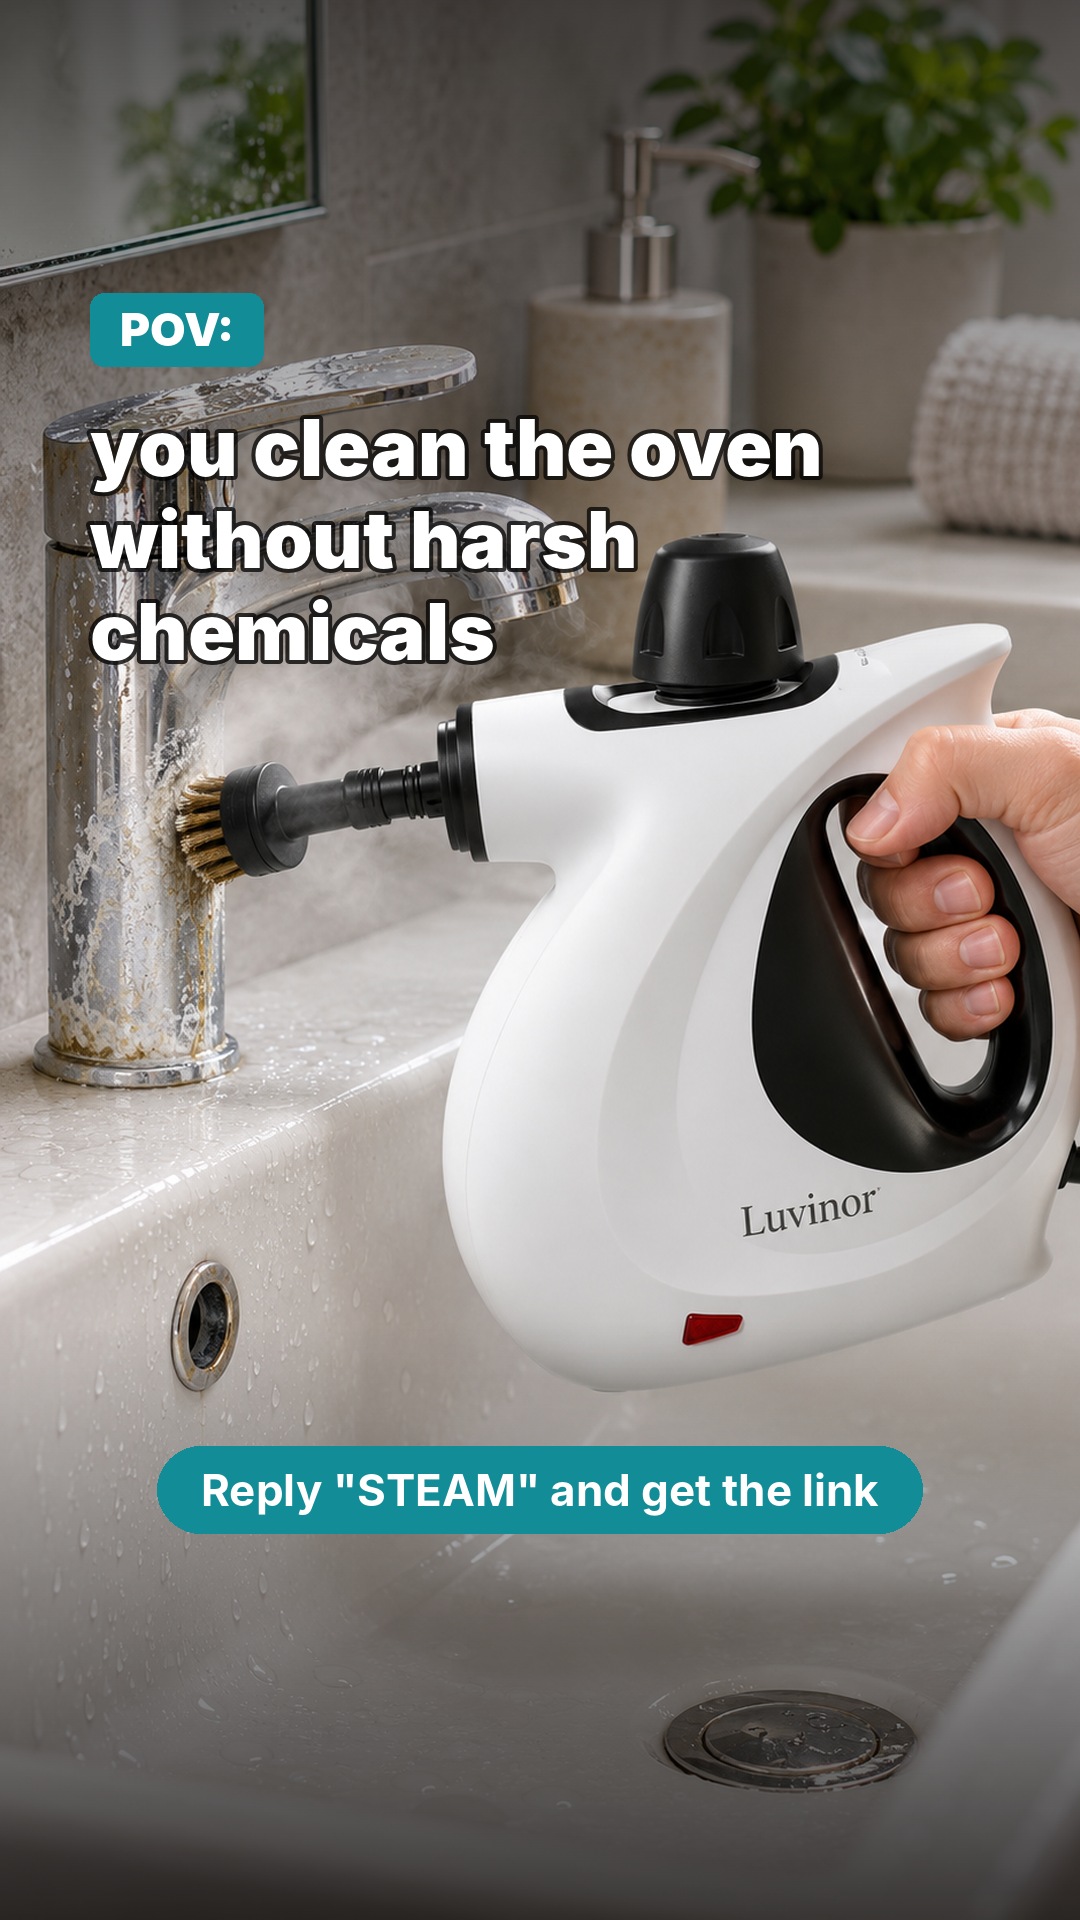 POV:
you clean the oven
without harsh
chemicals
Luvinor
Reply "STEAM" and get the link